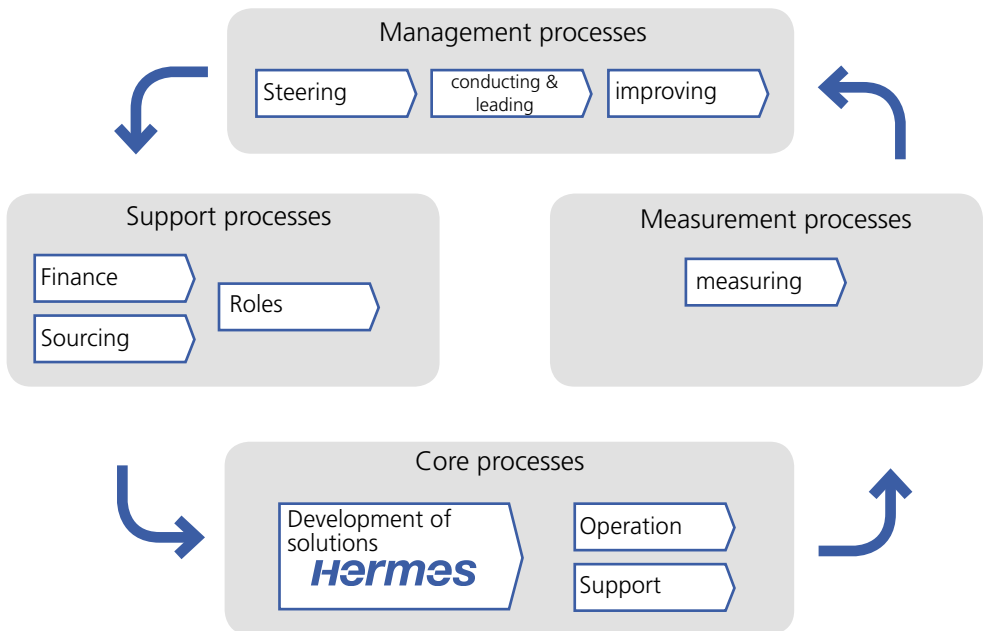 Management processes
Steering
conducting &
leading
improving
Support processes
Finance
Sourcing
Roles
Measurement processes
measuring
Core processes
Development of
solutions
Hermes
Operation
Support